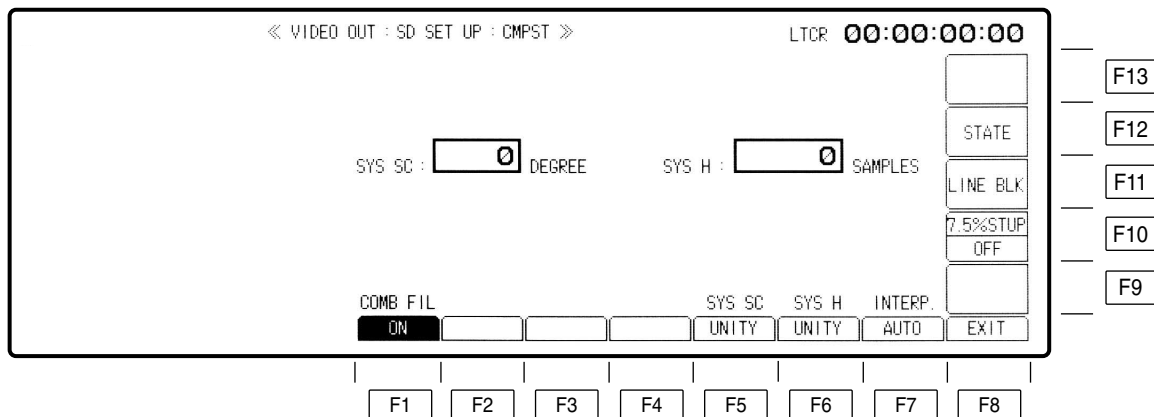 ≪ VIDEO OUT : SD SET UP : CMPST ≫ LTCR 00:00:00:00
F13
STATE F12
SYS SC : 0 DEGREE SYS H : 0 SAMPLES
LINE BLK F11
7.5%STUP F10
OFF
F9
COMB FIL SYS SC SYS H INTERP.
ON UNITY UNITY AUTO EXIT
F1 F2 F3 F4 F5 F6 F7 F8